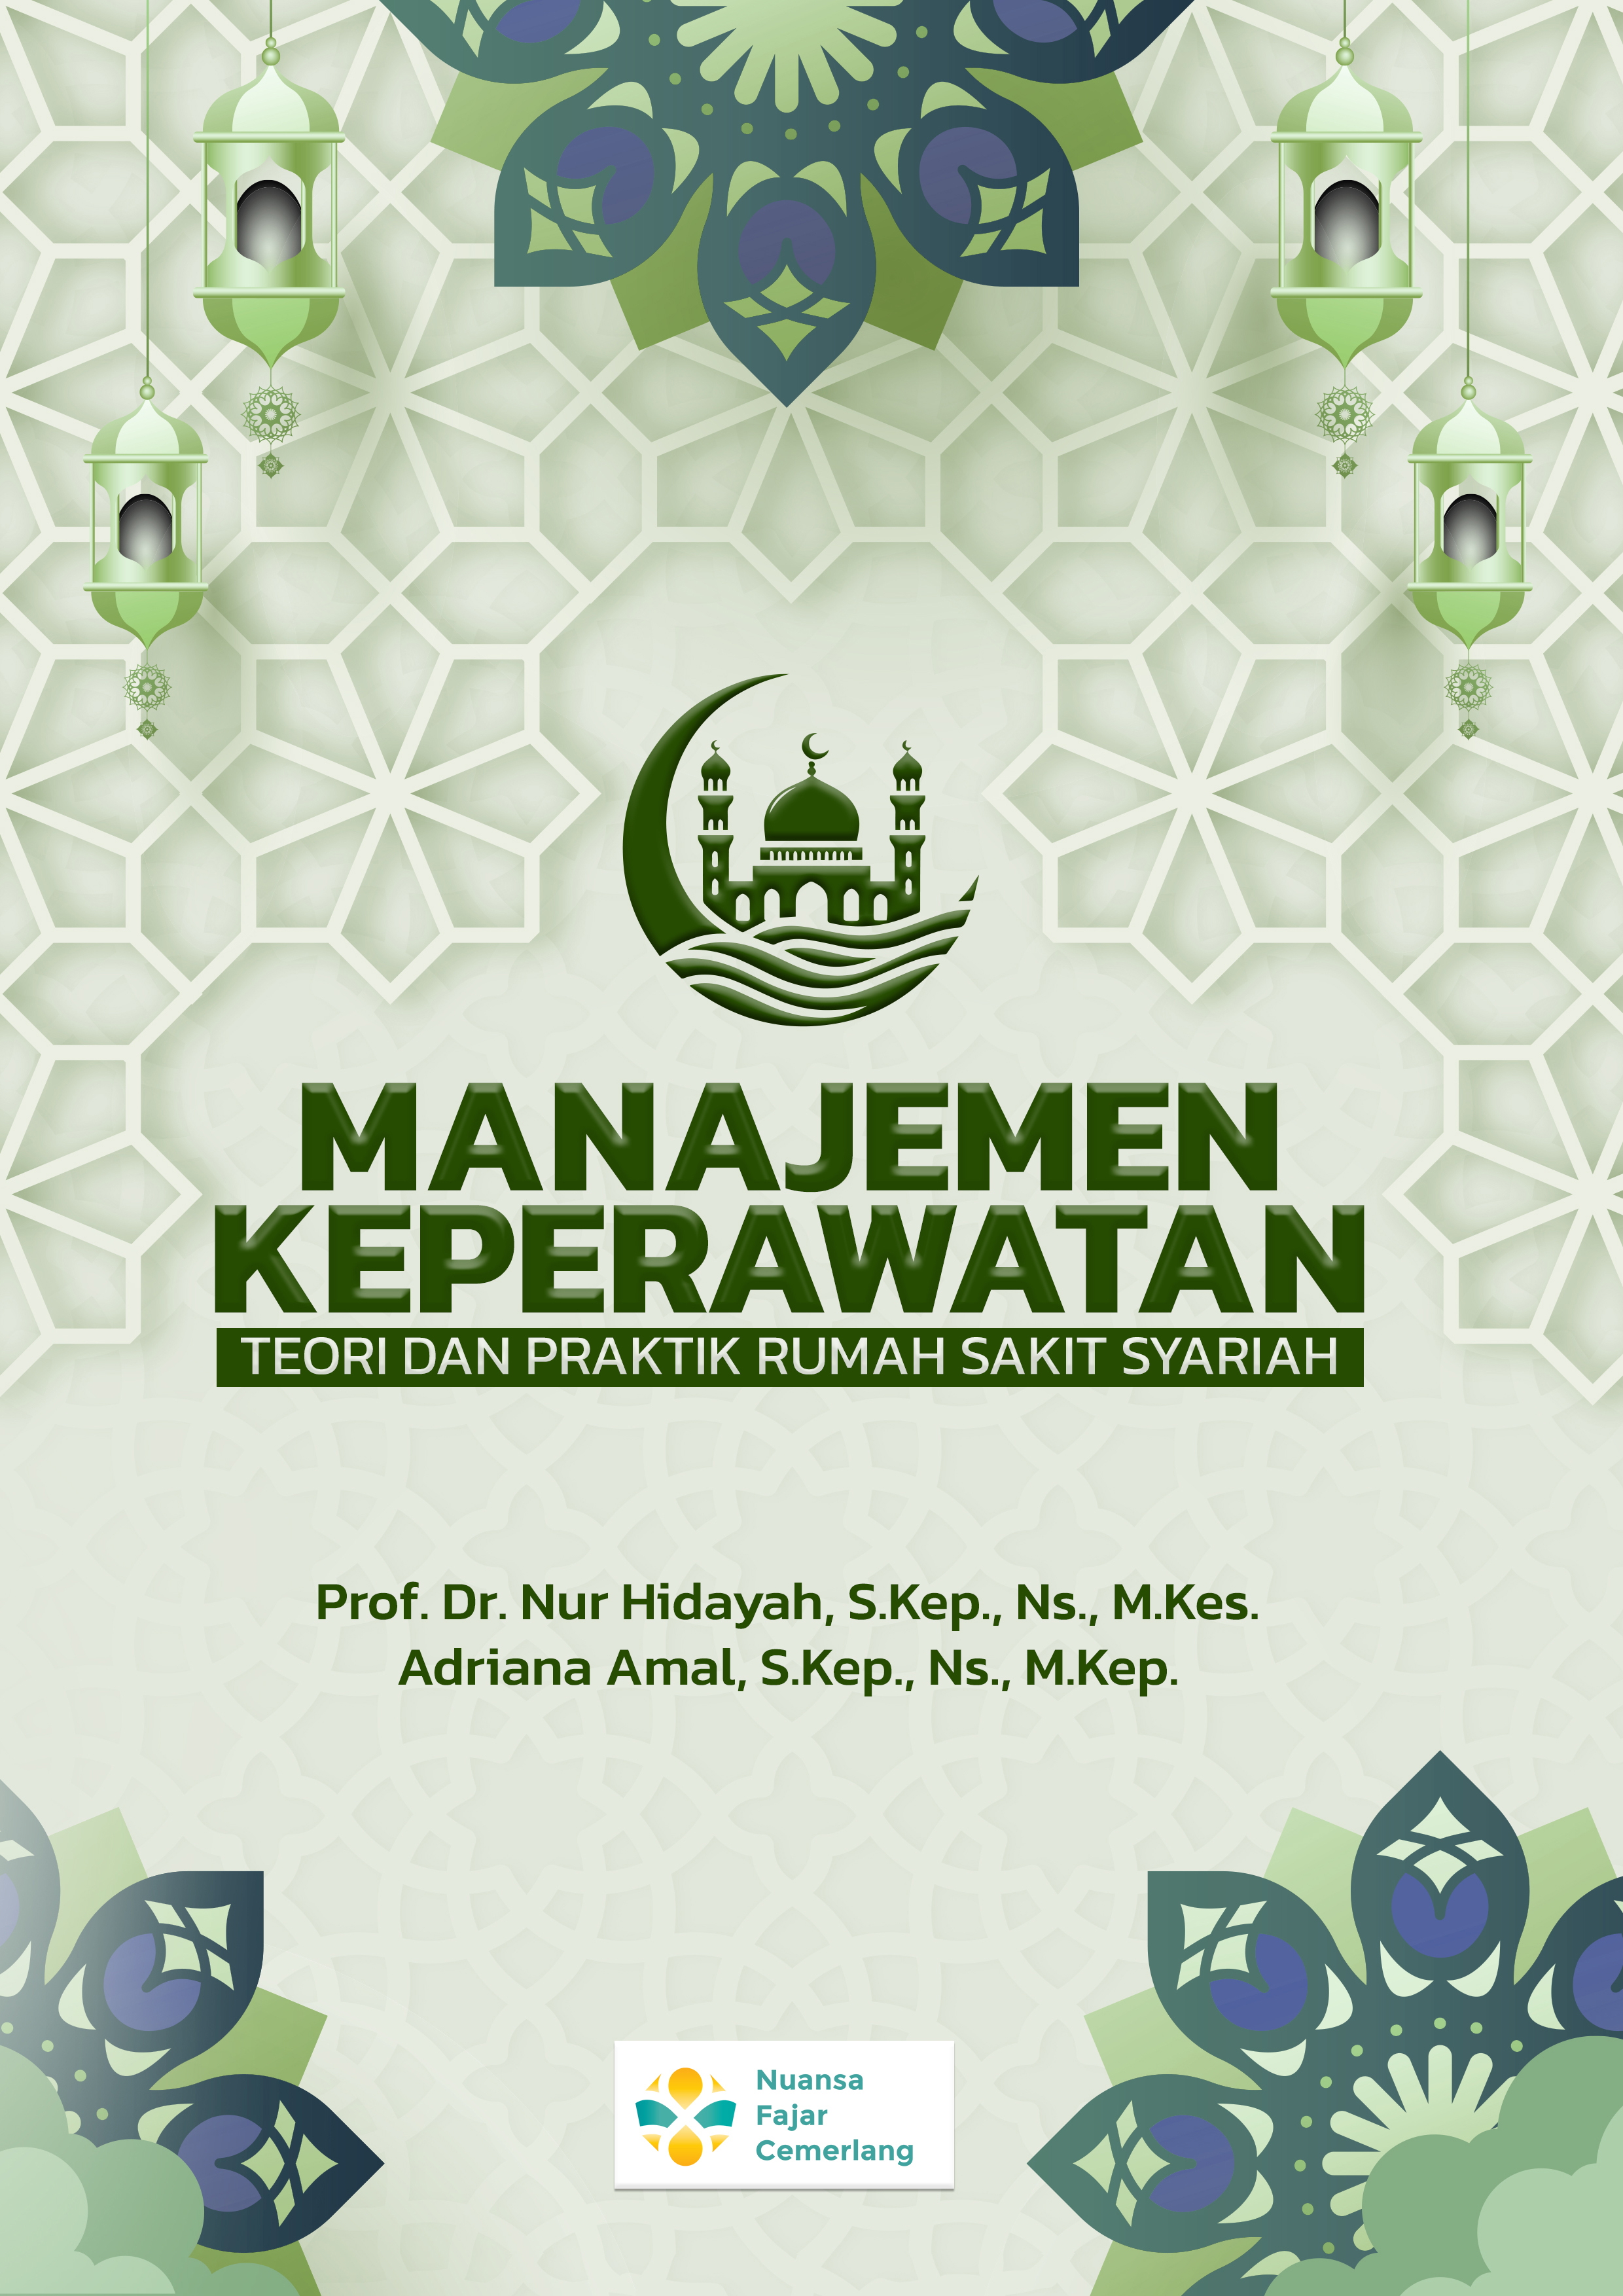 MANAJEMEN
KEPERAWATAN
TEORI DAN PRAKTIK RUMAH SAKIT SYARIAH
Prof. Dr. Nur Hidayah, S.Kep., Ns., M.Kes.
Adriana Amal, S.Kep., Ns., M.Kep.
Nuansa
Fajar
Cemerlang